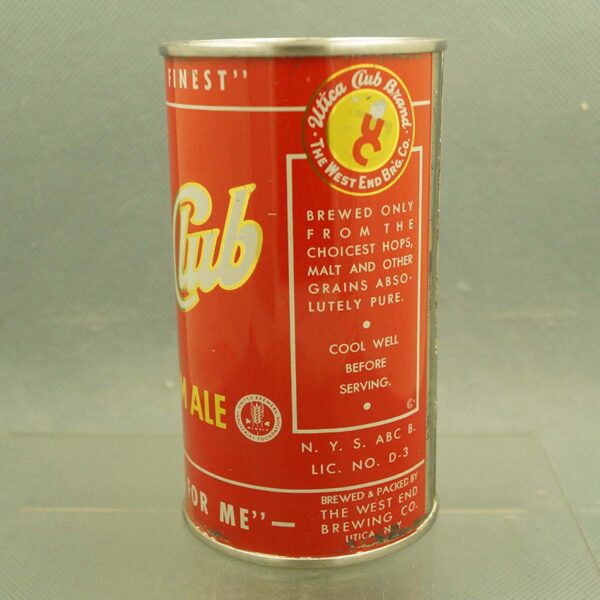 FINEST"
Club
ALE
FOR ME"—
Utica Club Brand
UC
THE WEST END BRG. CO.
BREWED ONLY
FROM THE
CHOICEST HOPS,
MALT AND OTHER
GRAINS ABSO-
LUTELY PURE.
COOL WELL
BEFORE
SERVING.
N. Y. S. ABC B.
LIC. NO. D-3
BREWED & PACKED BY
THE WEST END
BREWING CO.
UTICA, N.Y.